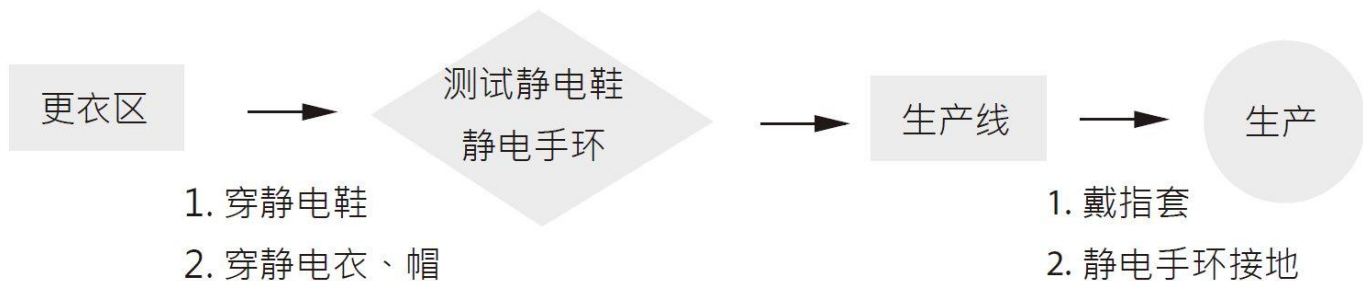 更衣区
测试静电鞋
静电手环
生产线
生产
1. 穿静电鞋
2. 穿静电衣、帽
1. 戴指套
2. 静电手环接地